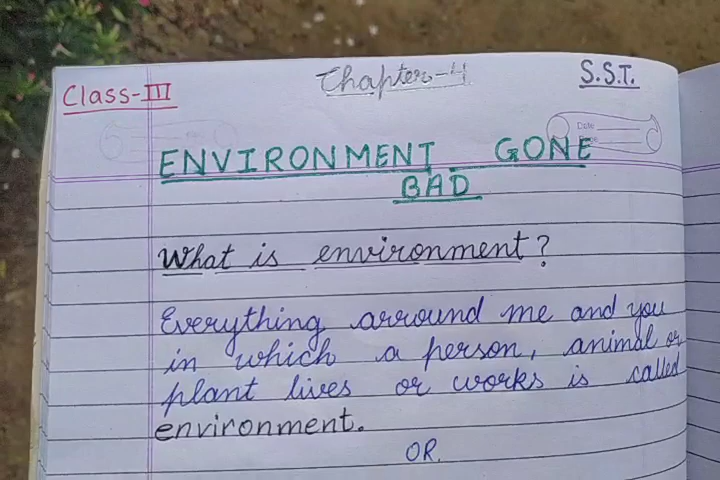 Class-III
Chapter-4
S.S.T.
Date
ENVIRONMENT GONE
BAD
What is environment?
Everything arround me and you
in which a person, animal or
plant lives or works is called
environment.
OR.